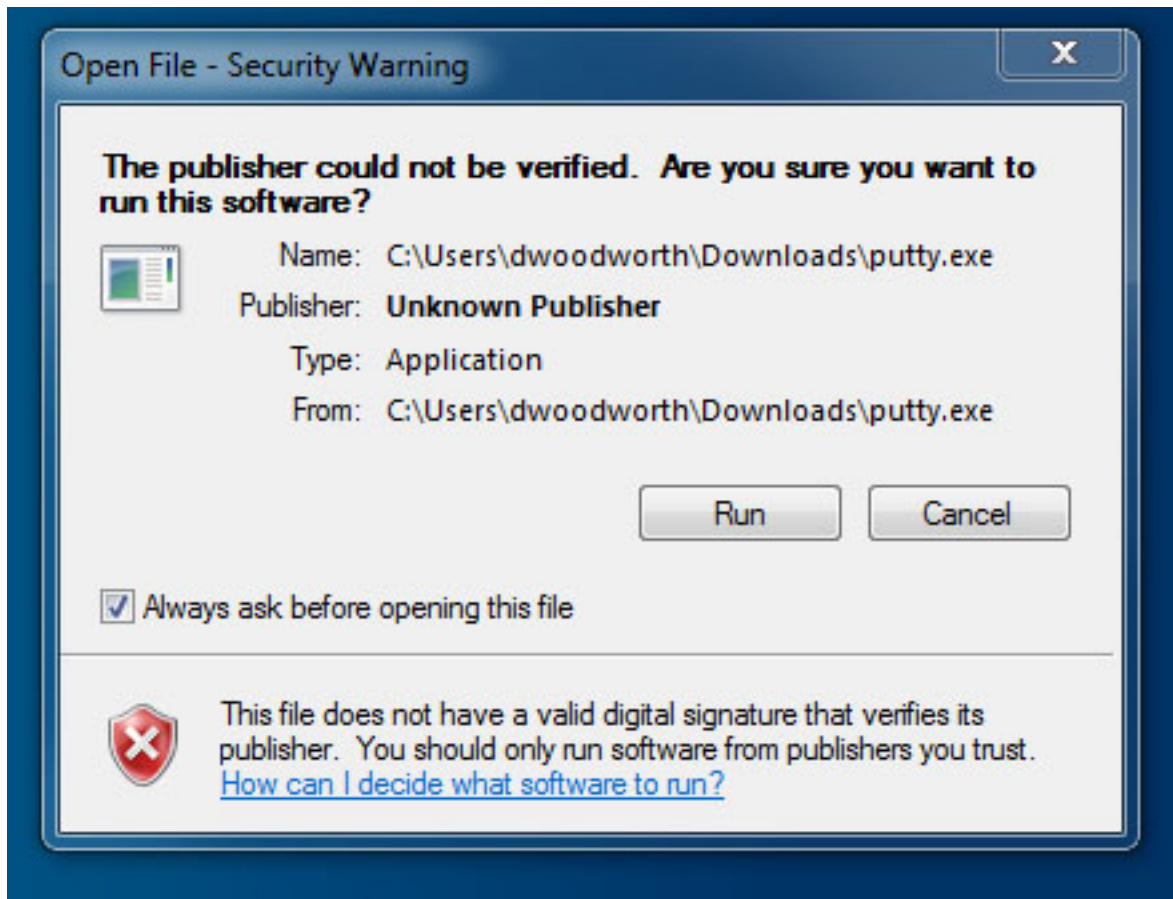 Open File - Security Warning
The publisher could not be verified.  Are you sure you want to
run this software?
Name: C:\Users\dwoodworth\Downloads\putty.exe
Publisher: Unknown Publisher
Type: Application
From: C:\Users\dwoodworth\Downloads\putty.exe
Run Cancel
Always ask before opening this file
This file does not have a valid digital signature that verifies its
publisher.  You should only run software from publishers you trust.
How can I decide what software to run?